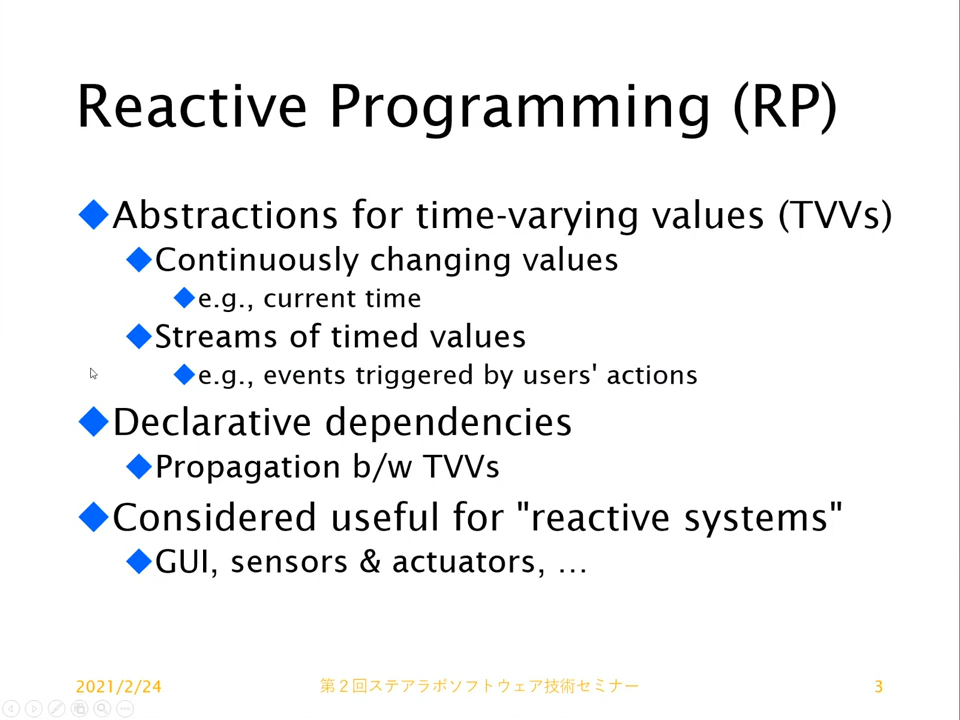 Reactive Programming (RP)
Abstractions for time-varying values (TVVs)
Continuously changing values
e.g., current time
Streams of timed values
e.g., events triggered by users' actions
Declarative dependencies
Propagation b/w TVVs
Considered useful for "reactive systems"
GUI, sensors & actuators, …
2021/2/24
第２回ステアラボソフトウェア技術セミナー
3